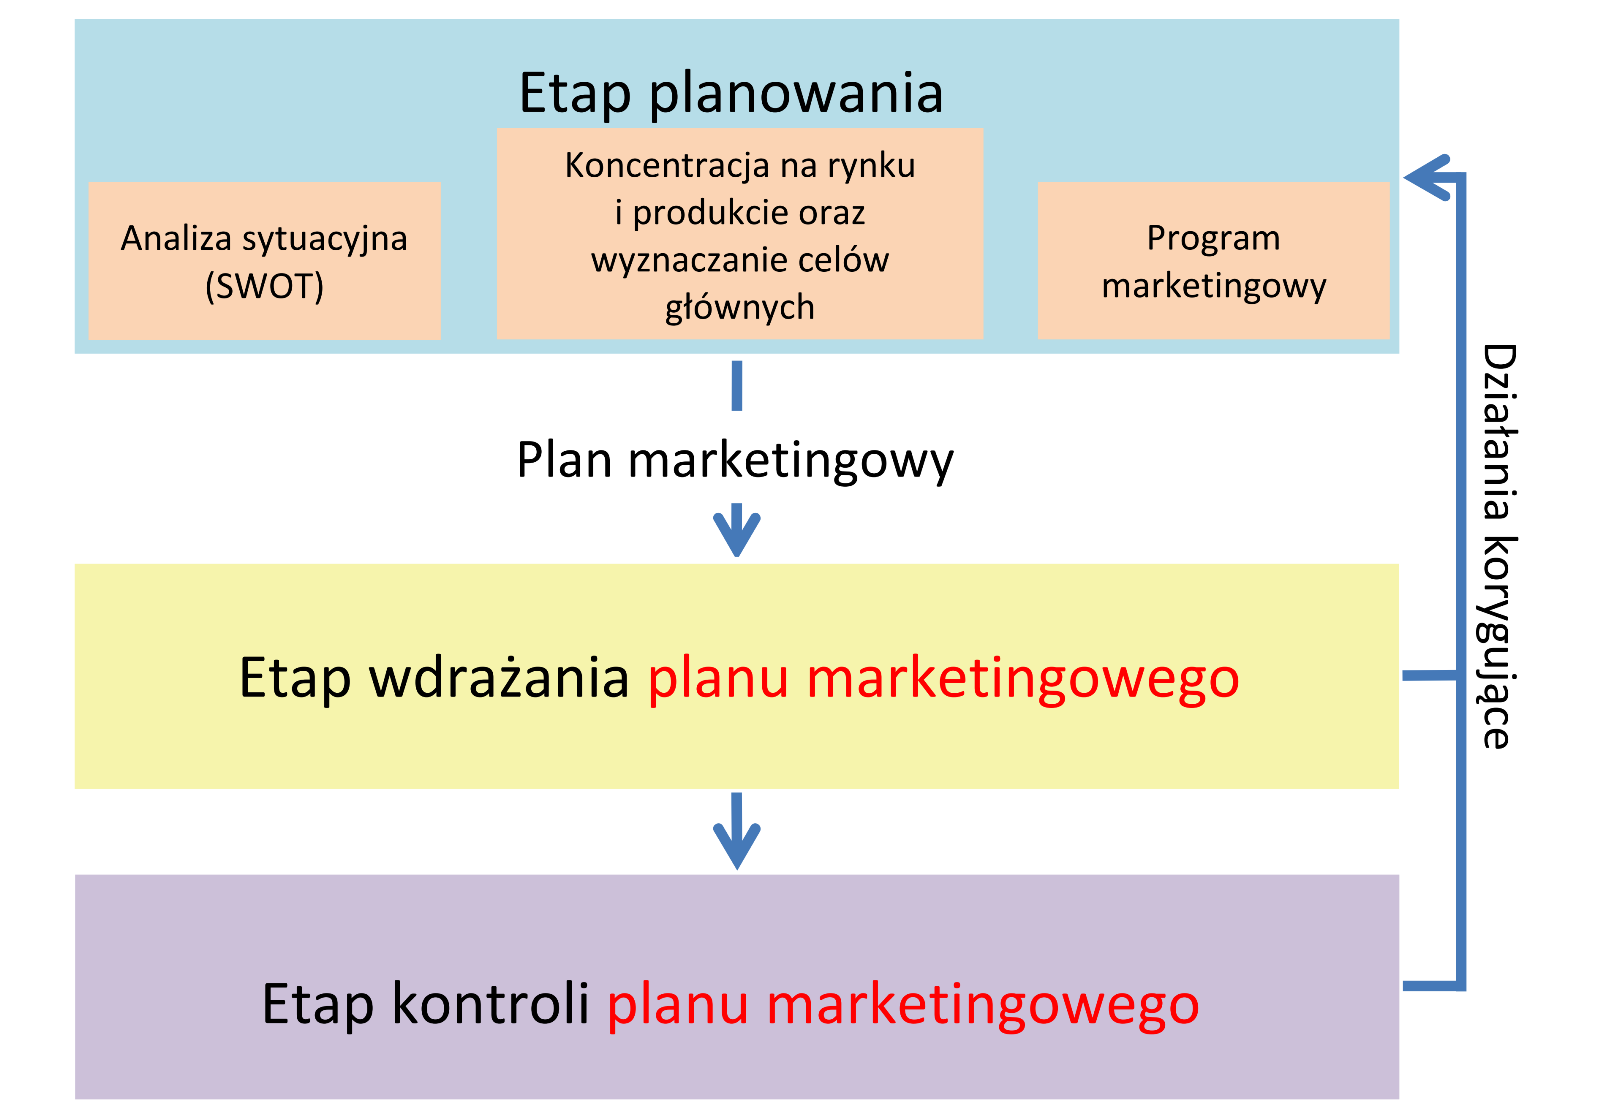 Etap planowania
Analiza sytuacyjna
(SWOT)
Koncentracja na rynku
i produkcie oraz
wyznaczanie celów
głównych
Program
marketingowy
Plan marketingowy
Etap wdrażania planu marketingowego
Etap kontroli planu marketingowego
Działania korygujące